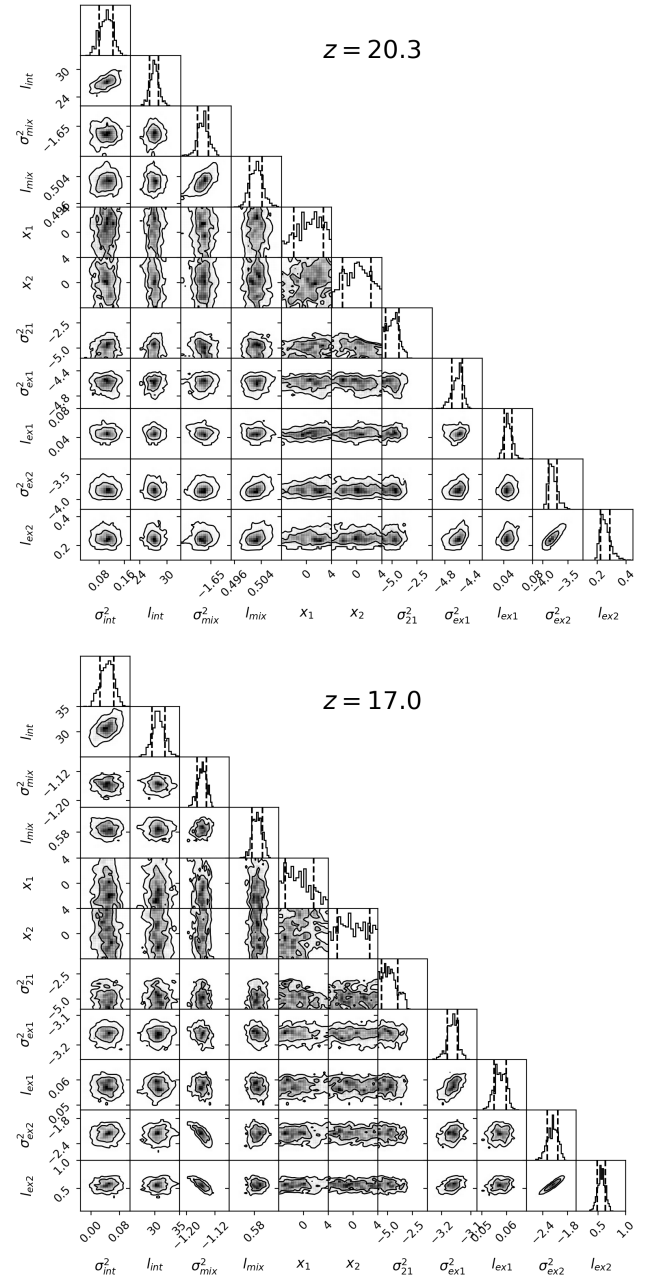 z = 20.3
l_int
30
24
σ²_mix
−1.65
l_mix
0.504
0.496
x_1
0
x_2
4
0
σ²_21
−2.5
−5.0
σ²_ex1
−4.4
−4.8
l_ex1
0.08
0.04
σ²_ex2
−3.5
−4.0
l_ex2
0.4
0.2
0.08 0.16 24 30 −1.65 0.496 0.504 0 4 0 4 −5.0 −2.5 −4.8 −4.4 0.04 0.08 −4.0 −3.5 0.2 0.4
σ²_int l_int σ²_mix l_mix x_1 x_2 σ²_21 σ²_ex1 l_ex1 σ²_ex2 l_ex2
z = 17.0
l_int
35
30
σ²_mix
−1.12
−1.20
l_mix
0.58
x_1
4
0
x_2
4
0
σ²_21
−2.5
−5.0
σ²_ex1
−3.1
−3.2
l_ex1
0.06
0.05
σ²_ex2
−1.8
−2.4
l_ex2
1.0
0.5
0.00 0.08 30 35 −1.20 −1.12 0.58 0 4 0 4 −5.0 −2.5 −3.2 −3.1 0.05 0.06 −2.4 −1.8 0.5 1.0
σ²_int l_int σ²_mix l_mix x_1 x_2 σ²_21 σ²_ex1 l_ex1 σ²_ex2 l_ex2